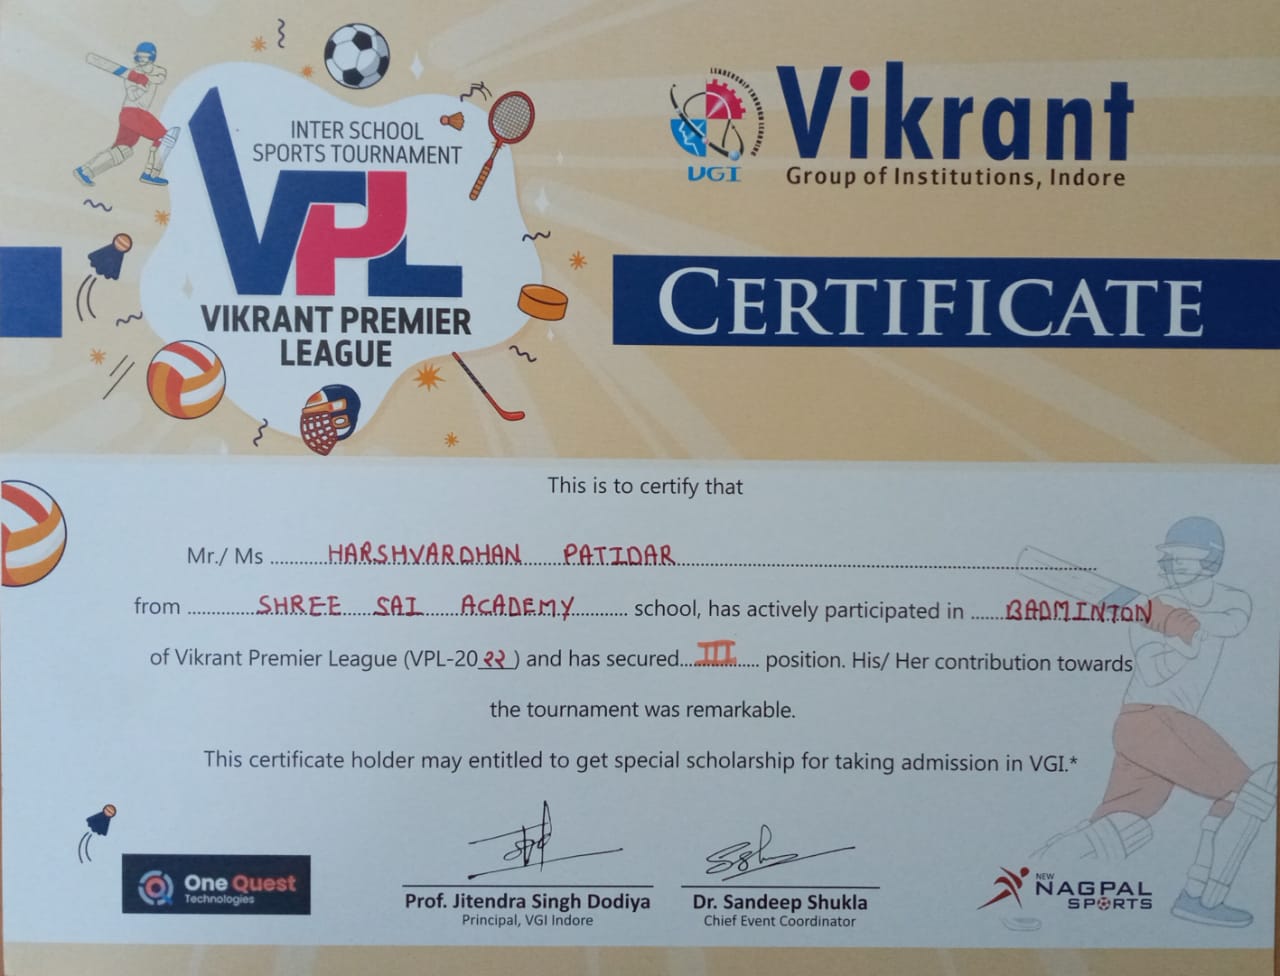 INTER SCHOOL
SPORTS TOURNAMENT
VPL
VIKRANT PREMIER
LEAGUE
LEADERSHIP THROUGH LEARNING
VGI
Vikrant
Group of Institutions, Indore
CERTIFICATE
This is to certify that
Mr./ Ms ............HARSHVARDHAN PATIDAR............
from ............SHREE SAI ACADEMY............ school, has actively participated in .......BADMINTON
of Vikrant Premier League (VPL-20२२) and has secured....III..... position. His/ Her contribution towards
the tournament was remarkable.
This certificate holder may entitled to get special scholarship for taking admission in VGI.*
One Quest
Technologies
Prof. Jitendra Singh Dodiya
Principal, VGI Indore
Dr. Sandeep Shukla
Chief Event Coordinator
NEW
NAGPAL
SPORTS